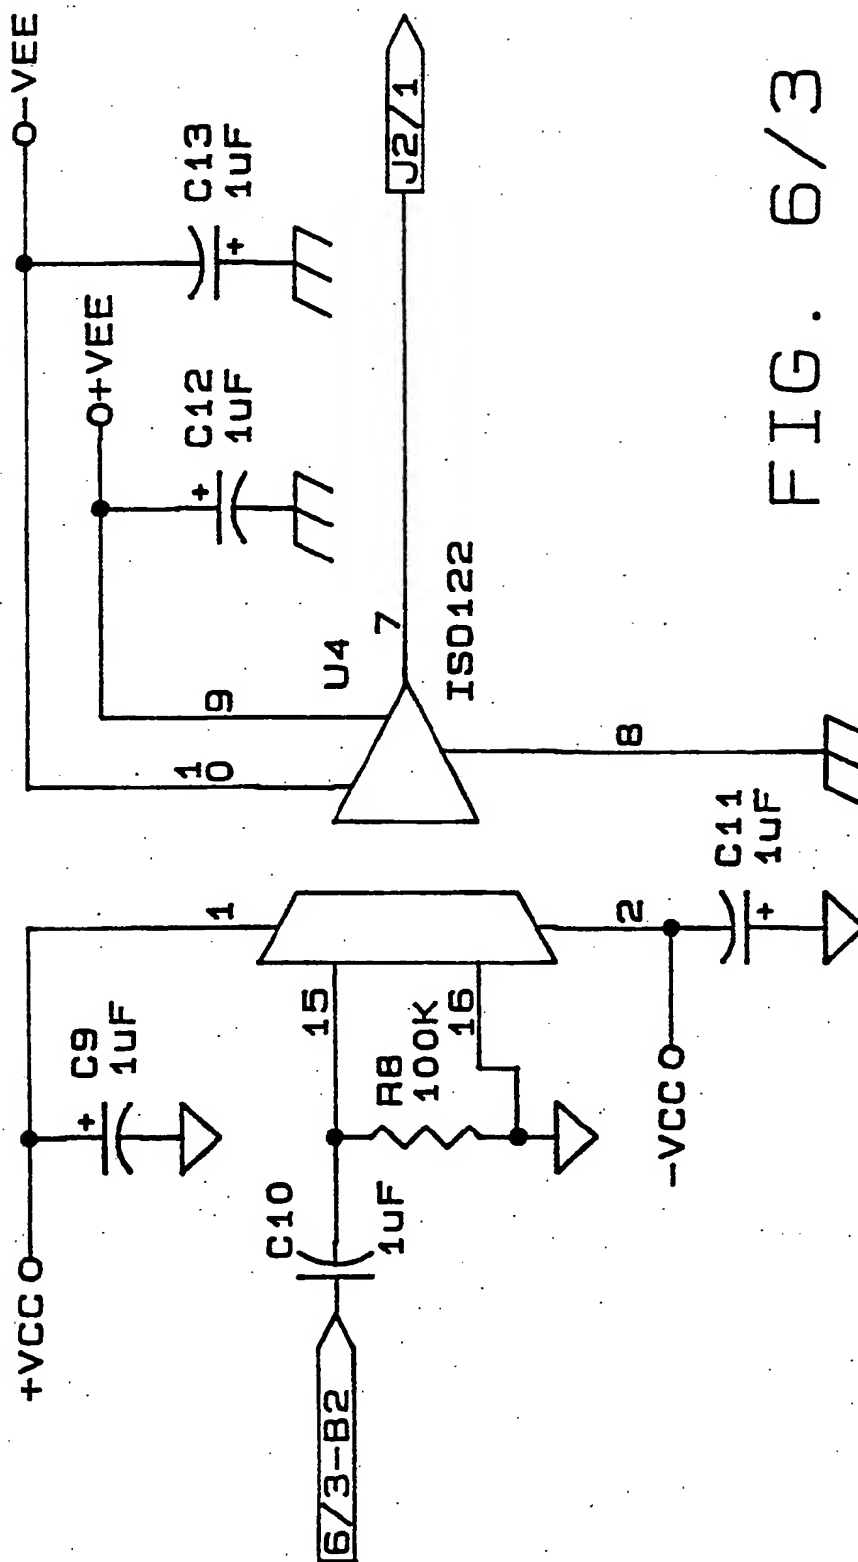 +VCC
C9
1uF
1
10
9
-VEE
+VEE
C13
1uF
C12
1uF
6/3-B2
C10
1uF
15
R8
100K
16
U4
7
J2/1
ISO122
-VCC
2
C11
1uF
8
FIG. 6/3